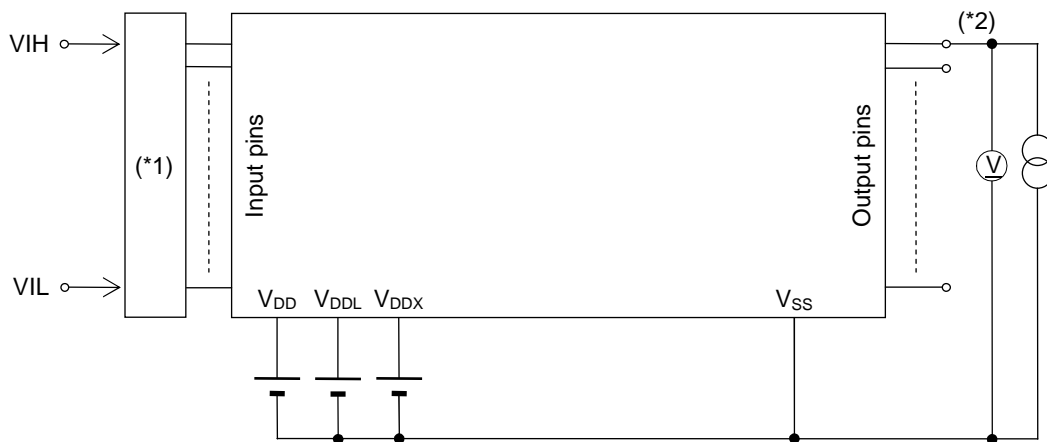 (*2)
VIH
(*1)
Input pins
Output pins
V
VIL
VDD
VDDL
VDDX
VSS